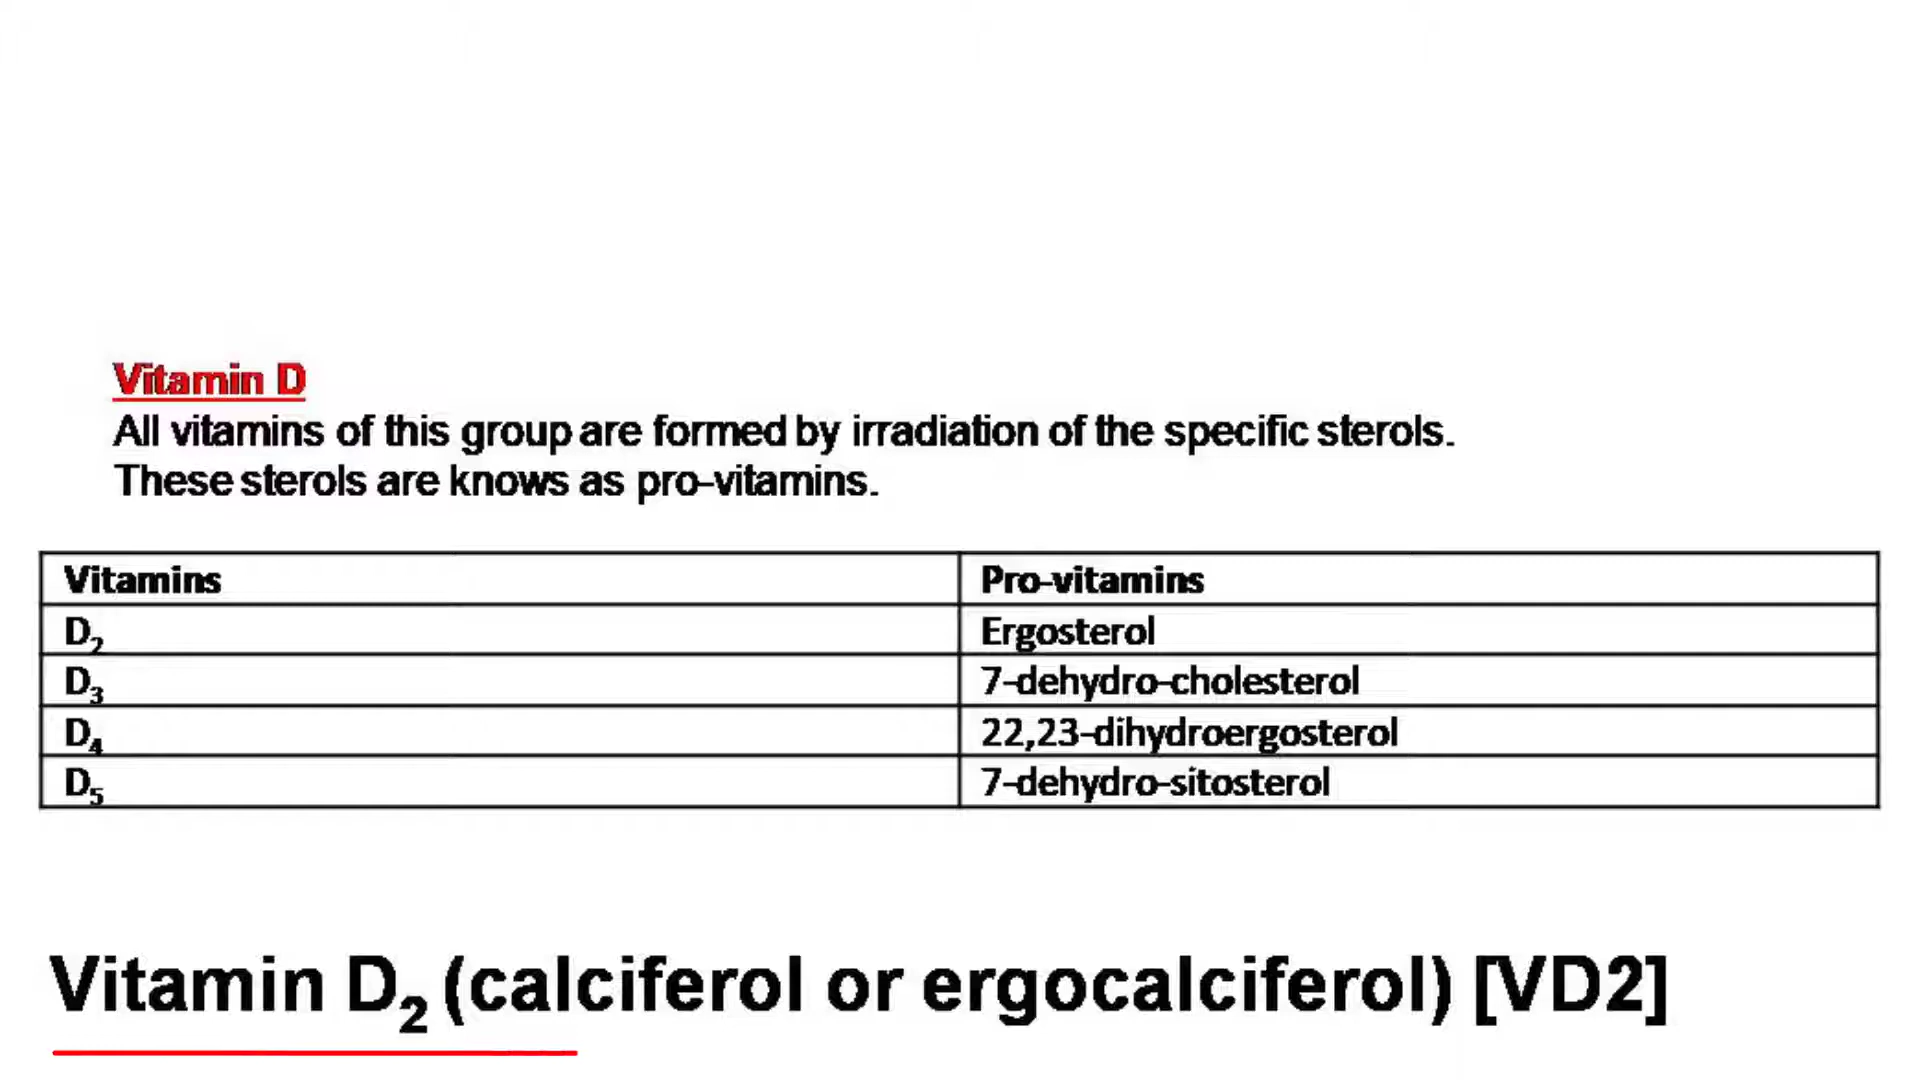 Vitamin D
All vitamins of this group are formed by irradiation of the specific sterols.
These sterols are knows as pro-vitamins.
Vitamins Pro-vitamins
D₂ Ergosterol
D₃ 7-dehydro-cholesterol
D₄ 22,23-dihydroergosterol
D₅ 7-dehydro-sitosterol
Vitamin D₂ (calciferol or ergocalciferol) [VD2]